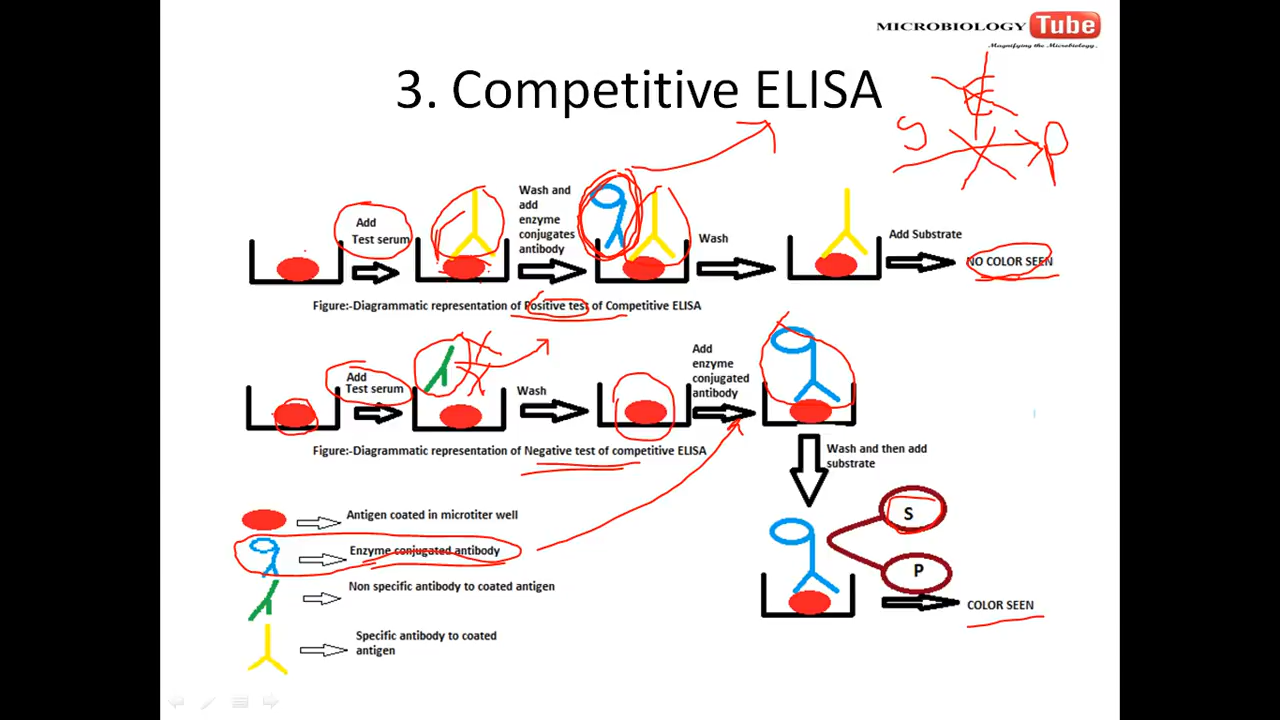 MICROBIOLOGY Tube
Magnifying the Microbiology.
3. Competitive ELISA
E
S
P
Add
Test serum
Wash and
add
enzyme
conjugates
antibody
Wash
Add Substrate
NO COLOR SEEN
Figure:-Diagrammatic representation of Positive test of Competitive ELISA
Add
Test serum
Wash
Add
enzyme
conjugated
antibody
Figure:-Diagrammatic representation of Negative test of competitive ELISA
Wash and then add
substrate
Antigen coated in microtiter well
Enzyme conjugated antibody
Non specific antibody to coated antigen
Specific antibody to coated
antigen
S
P
COLOR SEEN